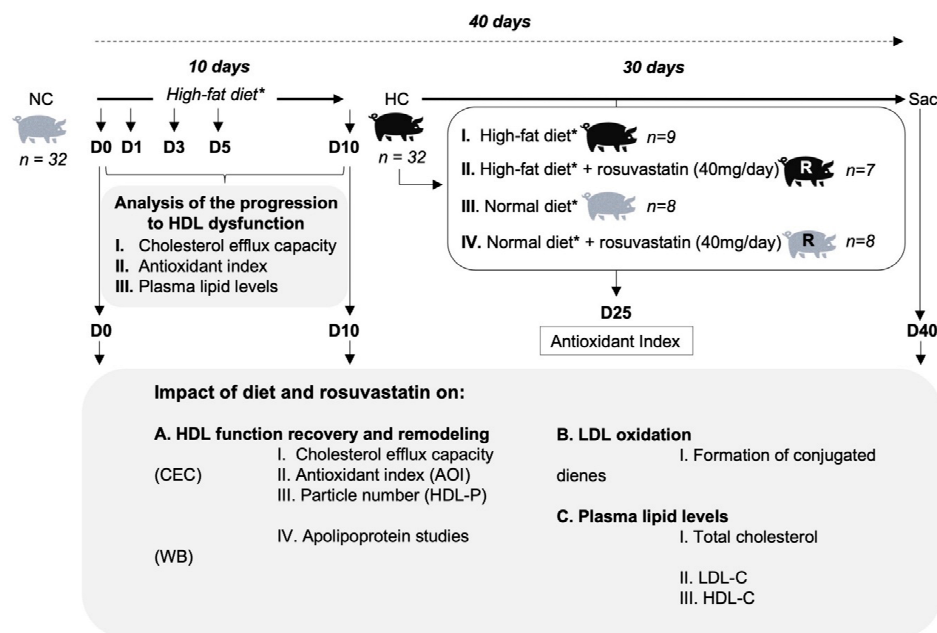 40 days
10 days
30 days
NC
High-fat diet*
HC
Sac
n = 32
D0 D1 D3 D5 D10
n = 32
I. High-fat diet* n=9
II. High-fat diet* + rosuvastatin (40mg/day) R n=7
III. Normal diet* n=8
IV. Normal diet* + rosuvastatin (40mg/day) R n=8
Analysis of the progression
to HDL dysfunction
I. Cholesterol efflux capacity
II. Antioxidant index
III. Plasma lipid levels
D25
Antioxidant Index
D0 D10 D40
Impact of diet and rosuvastatin on:
A. HDL function recovery and remodeling
I. Cholesterol efflux capacity
(CEC) II. Antioxidant index (AOI)
III. Particle number (HDL-P)
IV. Apolipoprotein studies
(WB)
B. LDL oxidation
I. Formation of conjugated
dienes
C. Plasma lipid levels
I. Total cholesterol
II. LDL-C
III. HDL-C